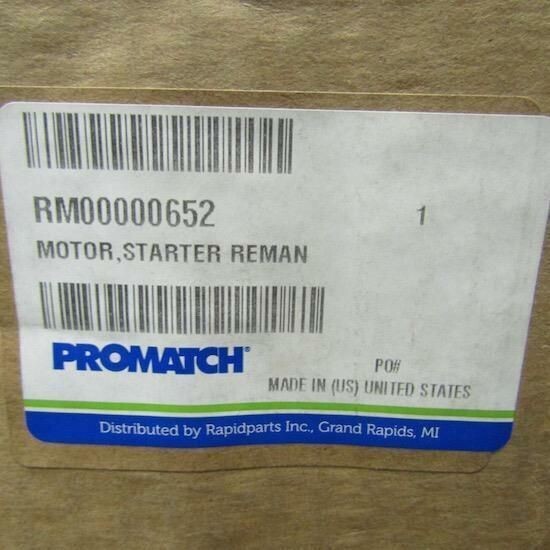 RM00000652
1
MOTOR,STARTER REMAN
PROMATCH®
PO#
MADE IN (US) UNITED STATES
Distributed by Rapidparts Inc., Grand Rapids, MI